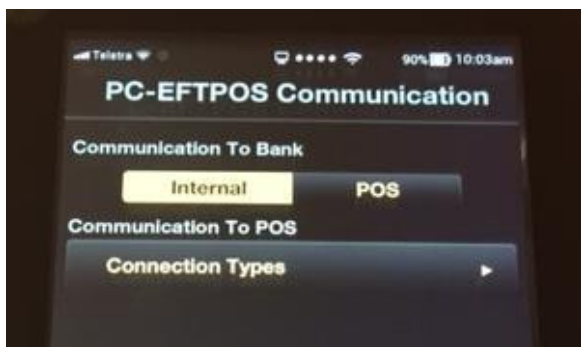 Telstra 90% 10:03am
PC-EFTPOS Communication
Communication To Bank
Internal POS
Communication To POS
Connection Types